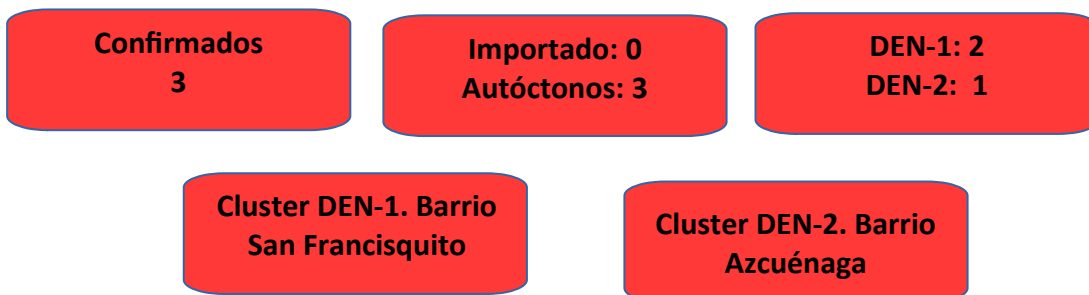 Confirmados
3
Importado: 0
Autóctonos: 3
DEN-1: 2
DEN-2:  1
Cluster DEN-1. Barrio
San Francisquito
Cluster DEN-2. Barrio
Azcuénaga